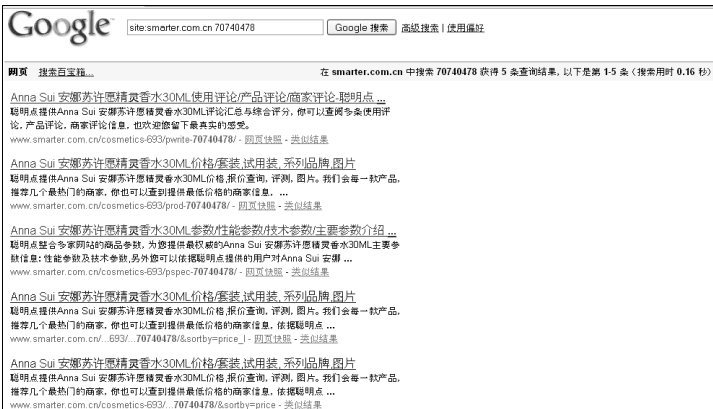 Google
site:smarter.com.cn 70740478 Google 搜索 高级搜索 | 使用偏好
网页 搜索百宝箱... 在 smarter.com.cn 中搜索 70740478 获得 5 条查询结果，以下是第 1-5 条（搜索用时 0.16 秒）
Anna Sui 安娜苏许愿精灵香水30ML使用评论/产品评论/商家评论-聪明点 ...
聪明点提供Anna Sui 安娜苏许愿精灵香水30ML评论汇总与综合评分，你可以查阅多条使用评
论，产品评论，商家评论信息，也欢迎您留下最真实的感受。
www.smarter.com.cn/cosmetics-693/pwrite-70740478/ - 网页快照 - 类似结果
Anna Sui 安娜苏许愿精灵香水30ML价格/套装,试用装, 系列品牌,图片
聪明点提供Anna Sui 安娜苏许愿精灵香水30ML价格,报价查询, 评测, 图片。我们会每一款产品，
推荐几个最热门的商家，你也可以查到提供最低价格的商家信息， ...
www.smarter.com.cn/cosmetics-693/prod-70740478/ - 网页快照 - 类似结果
Anna Sui 安娜苏许愿精灵香水30ML参数/性能参数/技术参数/主要参数介绍 ...
聪明点整合多家网站的商品参数，为您提供最权威的Anna Sui 安娜苏许愿精灵香水30ML主要参
数信息: 性能参数及技术参数,另外您可以依据聪明点提供的用户对Anna Sui 安娜 ...
www.smarter.com.cn/cosmetics-693/pspec-70740478/ - 网页快照 - 类似结果
Anna Sui 安娜苏许愿精灵香水30ML价格/套装,试用装, 系列品牌,图片
聪明点提供Anna Sui 安娜苏许愿精灵香水30ML价格,报价查询, 评测, 图片。我们会每一款产品，
推荐几个最热门的商家，你也可以查到提供最低价格的商家信息，依据聪明点 ...
www.smarter.com.cn/...693/...70740478/&sortby=price_l - 网页快照 - 类似结果
Anna Sui 安娜苏许愿精灵香水30ML价格/套装,试用装, 系列品牌,图片
聪明点提供Anna Sui 安娜苏许愿精灵香水30ML价格,报价查询, 评测, 图片。我们会每一款产品，
推荐几个最热门的商家，你也可以查到提供最低价格的商家信息，依据聪明点 ...
www.smarter.com.cn/cosmetics-693/...70740478/&sortby=price - 类似结果